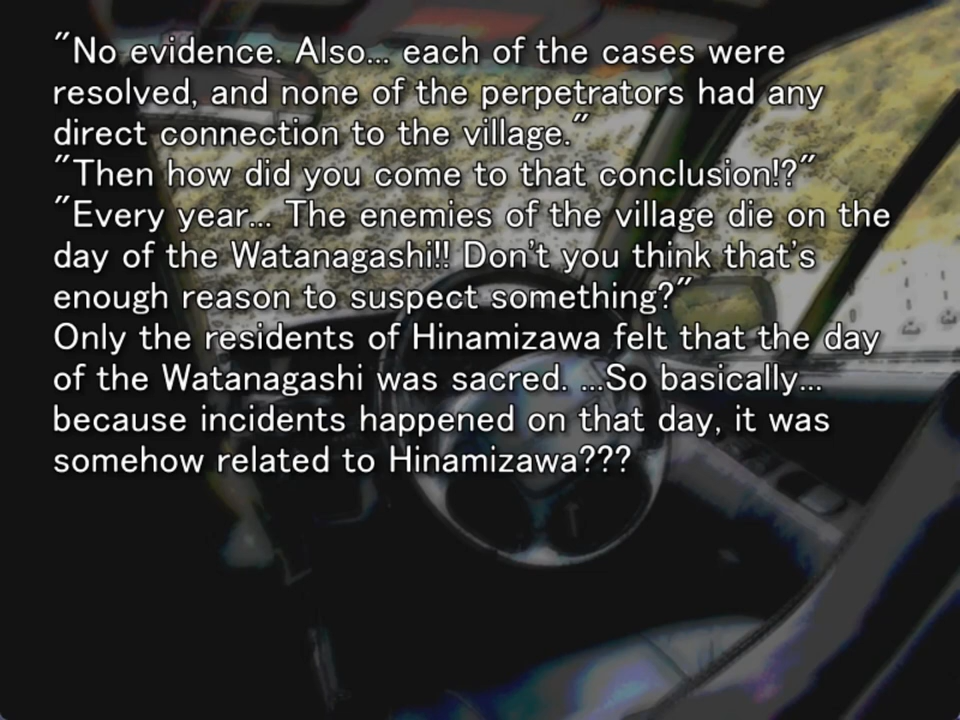 "No evidence. Also... each of the cases were
resolved, and none of the perpetrators had any
direct connection to the village."
"Then how did you come to that conclusion!?"
"Every year... The enemies of the village die on the
day of the Watanagashi!! Don't you think that's
enough reason to suspect something?"
Only the residents of Hinamizawa felt that the day
of the Watanagashi was sacred. ...So basically...
because incidents happened on that day, it was
somehow related to Hinamizawa???